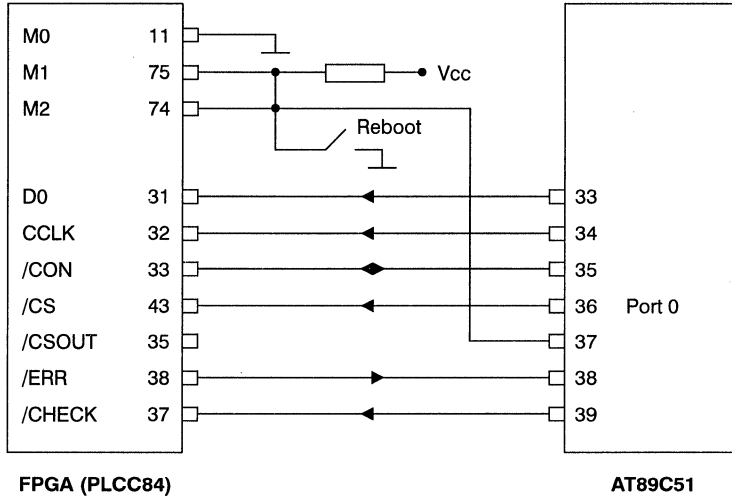 M0 11
M1 75 Vcc
M2 74
Reboot
D0 31 33
CCLK 32 34
/CON 33 35
/CS 43 36 Port 0
/CSOUT 35 37
/ERR 38 38
/CHECK 37 39
FPGA (PLCC84) AT89C51